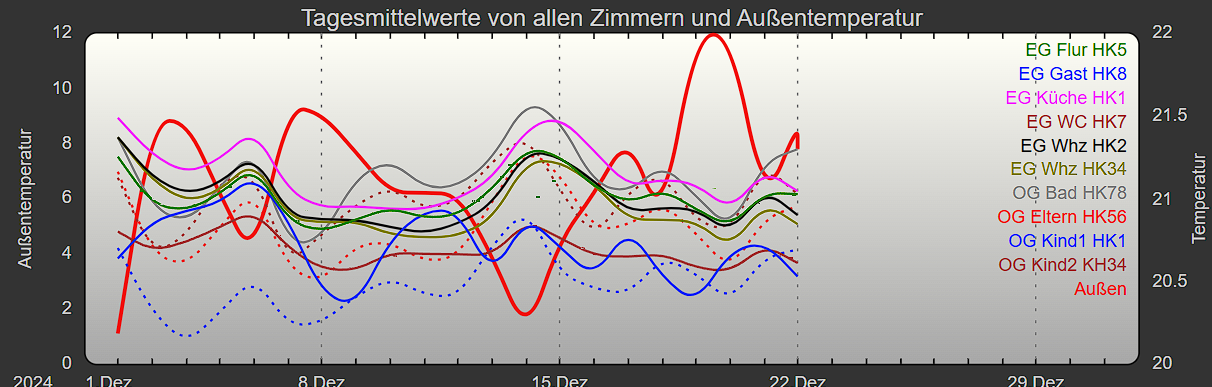 Tagesmittelwerte von allen Zimmern und Außentemperatur
12
10
8
6
4
2
0
Außentemperatur
22
21.5
21
20.5
20
Temperatur
EG Flur HK5
EG Gast HK8
EG Küche HK1
EG WC HK7
EG Whz HK2
EG Whz HK34
OG Bad HK78
OG Eltern HK56
OG Kind1 HK1
OG Kind2 KH34
Außen
2024 1 Dez 8 Dez 15 Dez 22 Dez 29 Dez